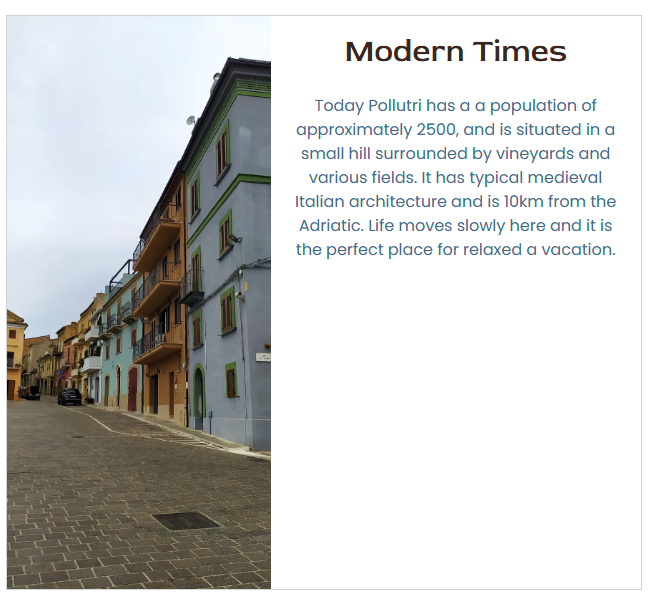 Modern Times
Today Pollutri has a a population of
approximately 2500, and is situated in a
small hill surrounded by vineyards and
various fields. It has typical medieval
Italian architecture and is 10km from the
Adriatic. Life moves slowly here and it is
the perfect place for relaxed a vacation.